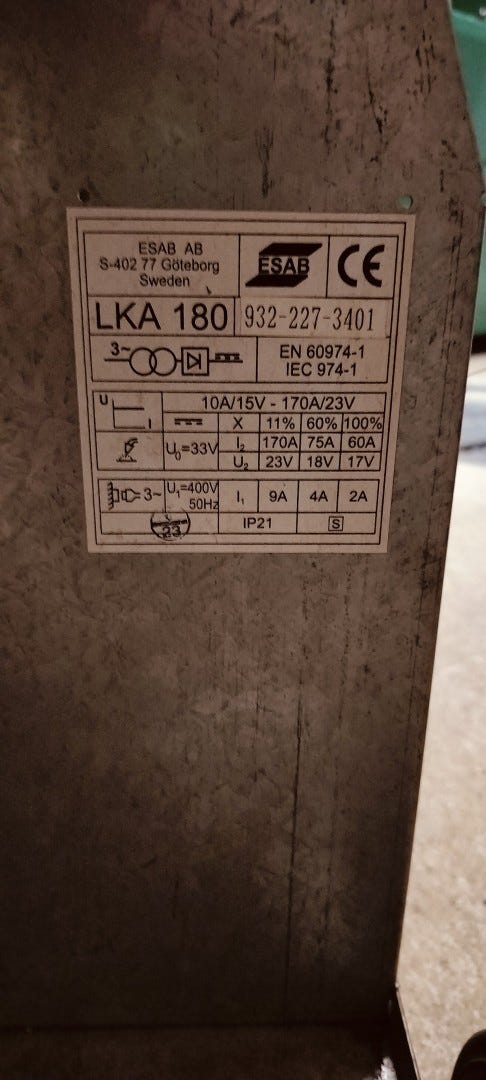 ESAB AB
S-402 77 Göteborg
Sweden
ESAB
CE
LKA 180
932-227-3401
3~
EN 60974-1
IEC 974-1
U
I
10A/15V - 170A/23V
X 11% 60% 100%
U0=33V
I2 170A 75A 60A
U2 23V 18V 17V
3~
U1=400V
50Hz
I1 9A 4A 2A
23
IP21
S